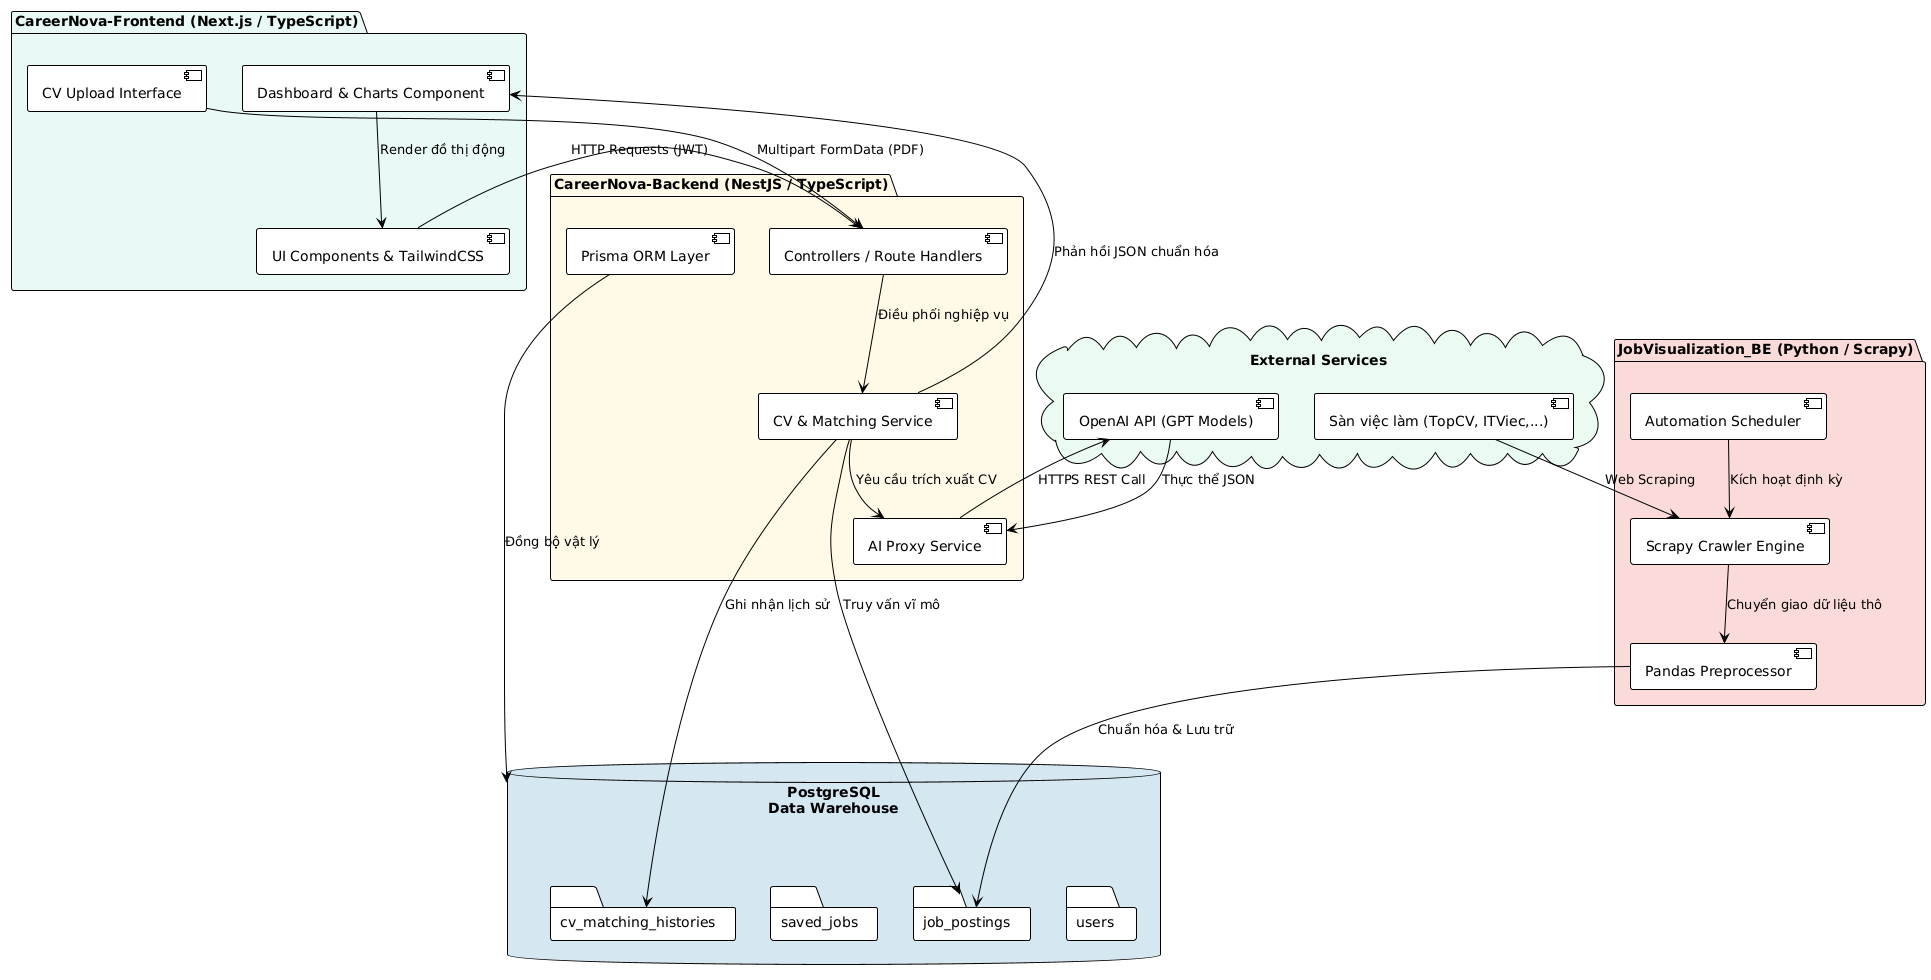 CareerNova-Frontend (Next.js / TypeScript)
CV Upload Interface
Dashboard & Charts Component
Render đồ thị động
HTTP Requests (JWT)
Multipart FormData (PDF)
UI Components & TailwindCSS
CareerNova-Backend (NestJS / TypeScript)
Prisma ORM Layer
Controllers / Route Handlers
Phản hồi JSON chuẩn hóa
Điều phối nghiệp vụ
CV & Matching Service
External Services
OpenAI API (GPT Models)
Sàn việc làm (TopCV, ITViec,...)
JobVisualization_BE (Python / Scrapy)
Automation Scheduler
Yêu cầu trích xuất CV
HTTPS REST Call
Thực thể JSON
Web Scraping
Kích hoạt định kỳ
Đồng bộ vật lý
AI Proxy Service
Scrapy Crawler Engine
Ghi nhận lịch sử
Truy vấn vĩ mô
Chuyển giao dữ liệu thô
Pandas Preprocessor
Chuẩn hóa & Lưu trữ
PostgreSQL
Data Warehouse
cv_matching_histories
saved_jobs
job_postings
users